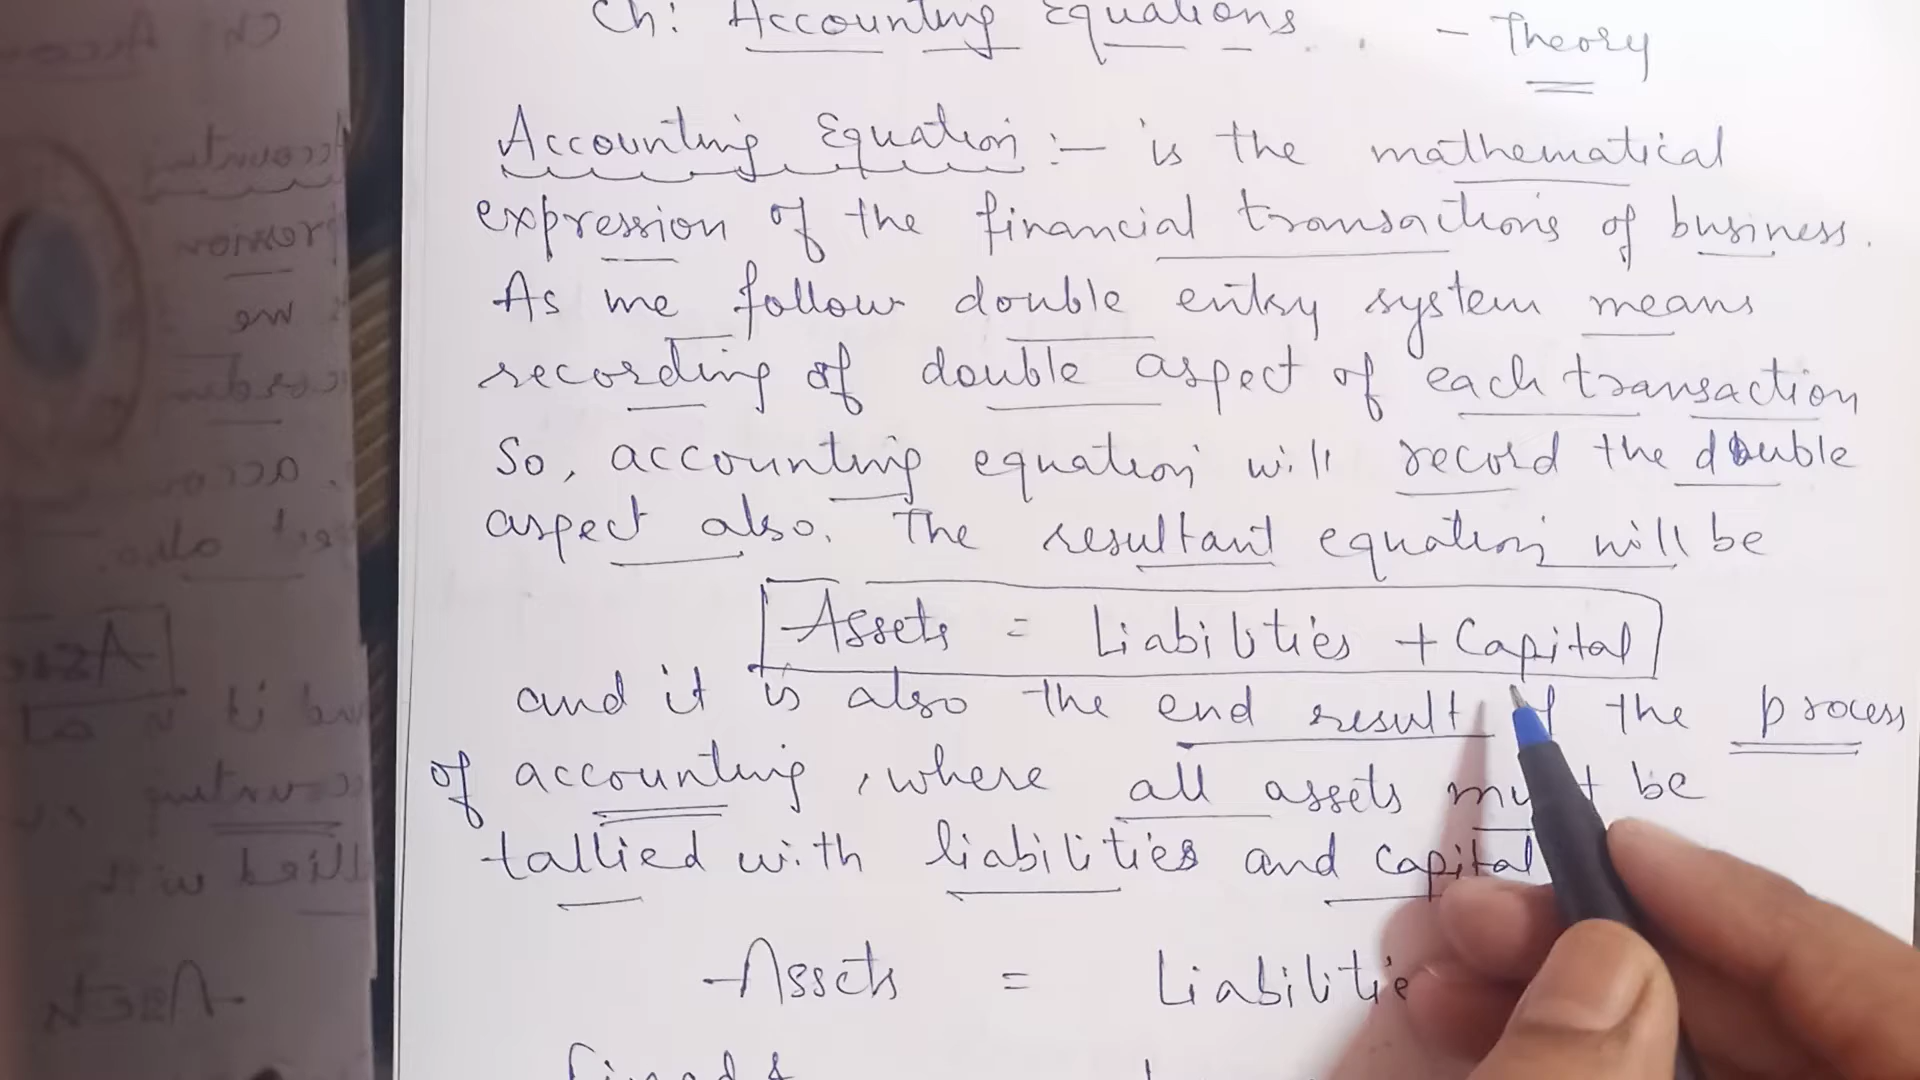 Ch: Accounting Equations. - Theory
Accounting Equation :- is the mathematical
expression of the financial transactions of business.
As we follow double entry system means
recording of double aspect of each transaction
So, accounting equation will record the double
aspect also. The resultant equation will be
Assets = Liabilities + Capital
and it is also the end result of the process
of accounting, where all assets must be
tallied with liabilities and capital
Assets = Liabilitie
Fixed &